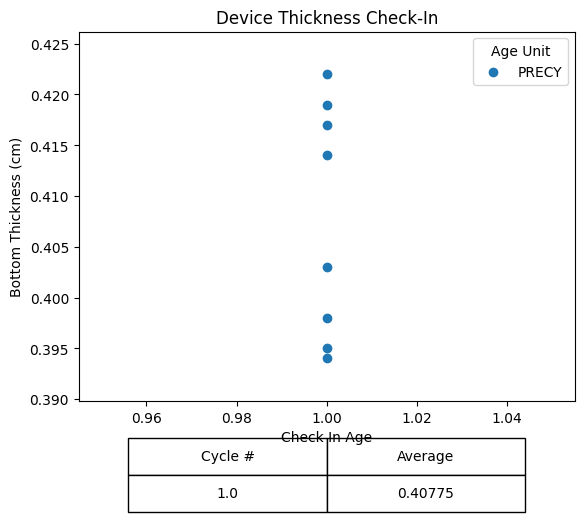 Device Thickness Check-In
Age Unit
PRECY
Bottom Thickness (cm)
0.425
0.420
0.415
0.410
0.405
0.400
0.395
0.390
0.96 0.98 1.00 1.02 1.04
Check In Age
Cycle # Average
1.0 0.40775